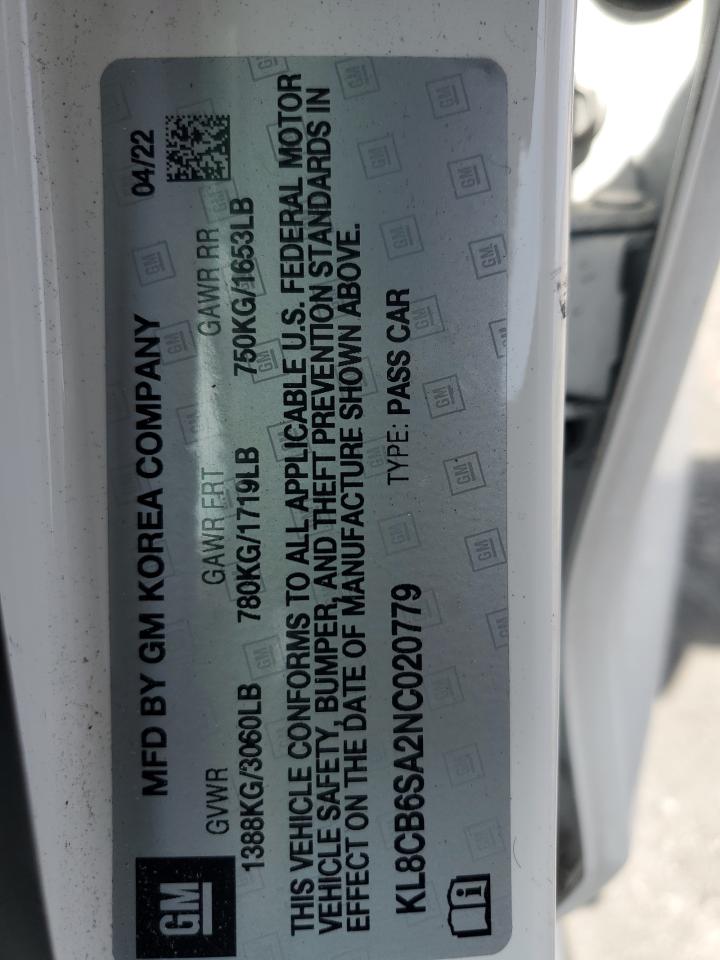 GM
MFD BY GM KOREA COMPANY 04/22
GVWR GAWR FRT GAWR RR
1388KG/3060LB 780KG/1719LB 750KG/1653LB
THIS VEHICLE CONFORMS TO ALL APPLICABLE U.S. FEDERAL MOTOR
VEHICLE SAFETY, BUMPER, AND THEFT PREVENTION STANDARDS IN
EFFECT ON THE DATE OF MANUFACTURE SHOWN ABOVE.
KL8CB6SA2NC020779 TYPE: PASS CAR